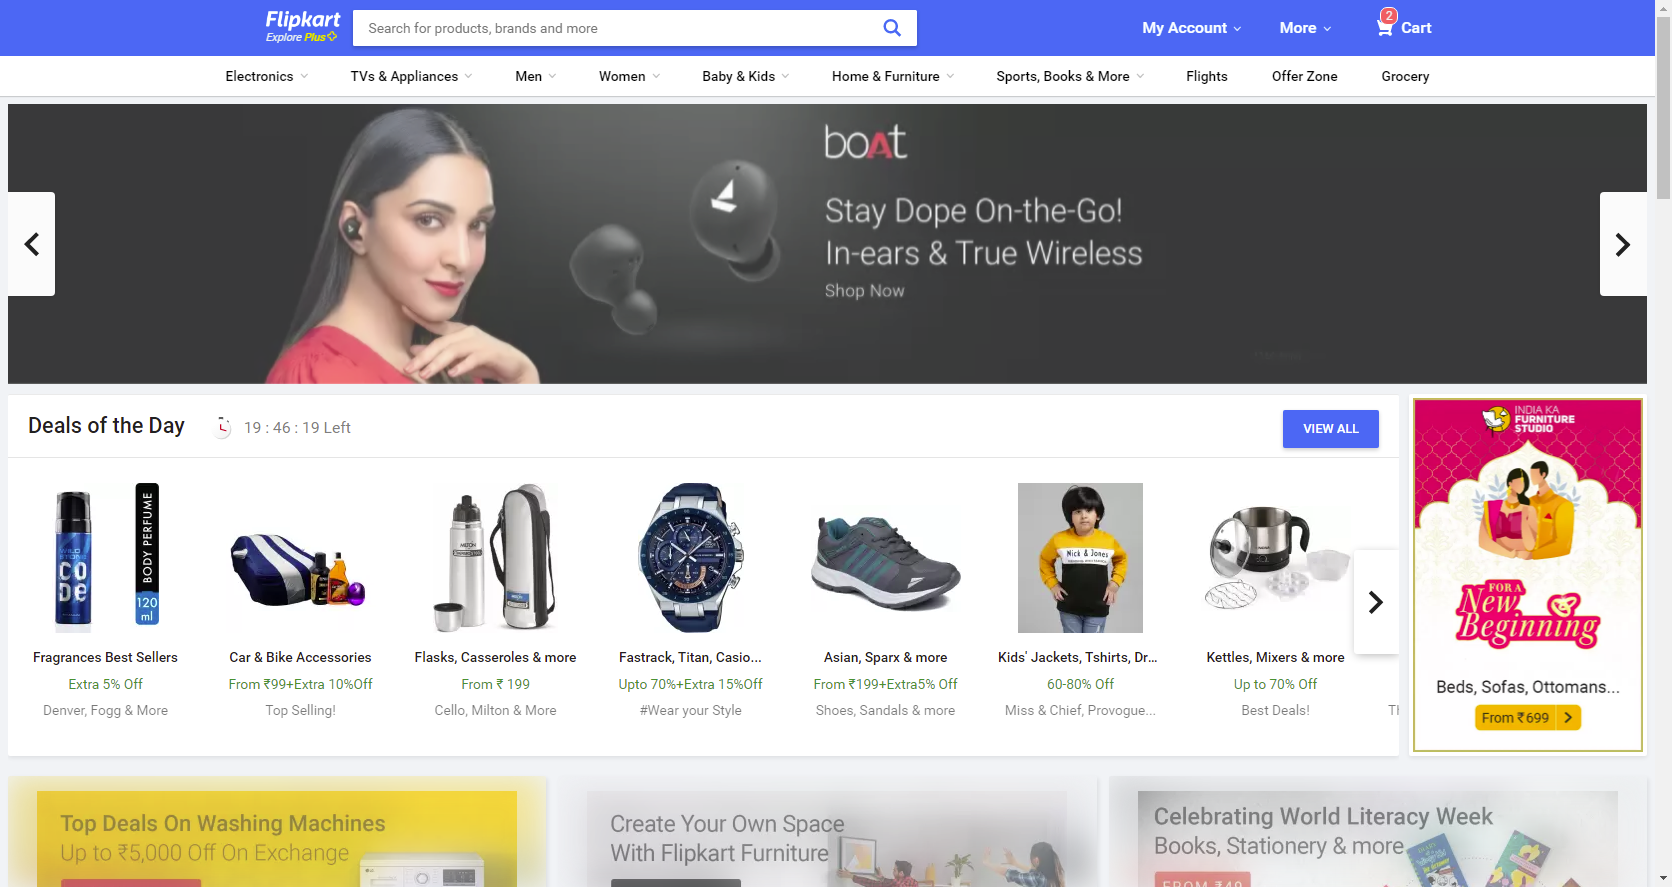 Flipkart
Explore Plus
Search for products, brands and more
My Account
More
2
Cart
Electronics
TVs & Appliances
Men
Women
Baby & Kids
Home & Furniture
Sports, Books & More
Flights
Offer Zone
Grocery
boAt
Stay Dope On-the-Go!
In-ears & True Wireless
Shop Now
Deals of the Day
19 : 46 : 19 Left
VIEW ALL
WILD STONE
CODE
BODY PERFUME
120 ml
MILTON
Nick & Jones
Fragrances Best Sellers
Extra 5% Off
Denver, Fogg & More
Car & Bike Accessories
From ₹99+Extra 10%Off
Top Selling!
Flasks, Casseroles & more
From ₹ 199
Cello, Milton & More
Fastrack, Titan, Casio...
Upto 70%+Extra 15%Off
#Wear your Style
Asian, Sparx & more
From ₹199+Extra5% Off
Shoes, Sandals & more
Kids' Jackets, Tshirts, Dr...
60-80% Off
Miss & Chief, Provogue...
Kettles, Mixers & more
Up to 70% Off
Best Deals!
INDIA KA
FURNITURE
STUDIO
FOR A
New
Beginning
Beds, Sofas, Ottomans...
From ₹699
Top Deals On Washing Machines
Up to ₹5,000 Off On Exchange
Create Your Own Space
With Flipkart Furniture
Celebrating World Literacy Week
Books, Stationery & more
FROM ₹49